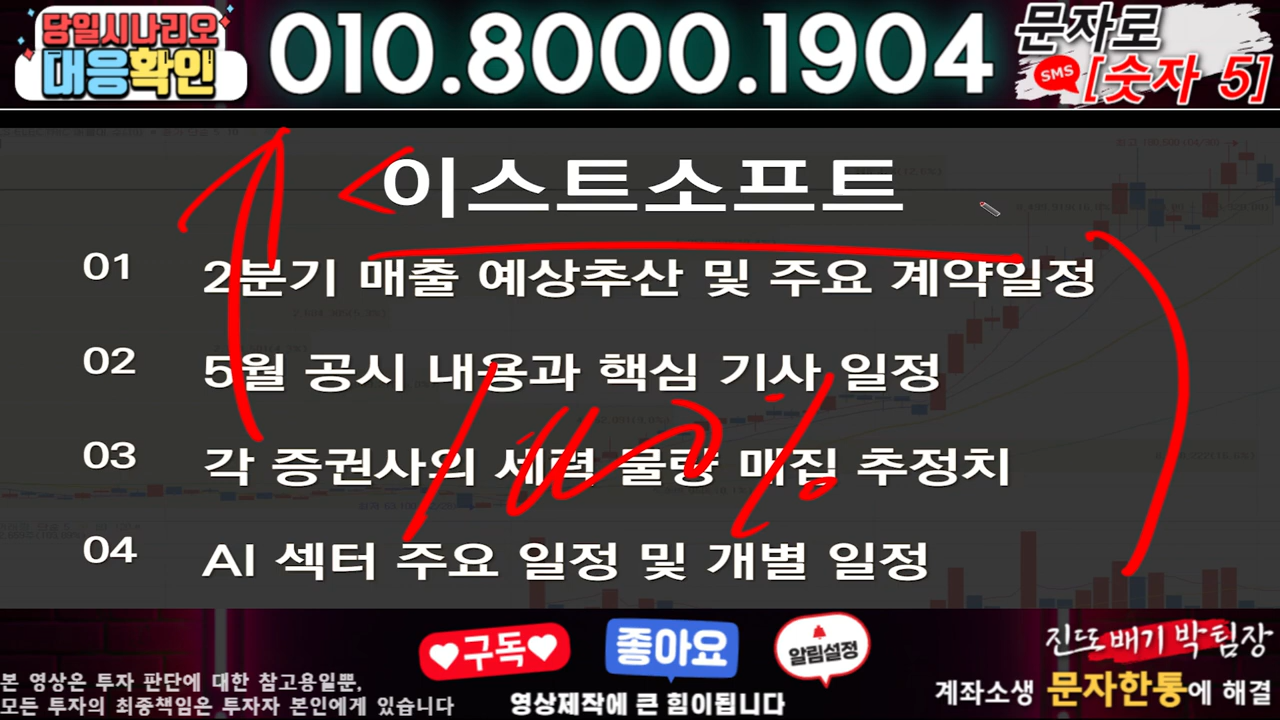 당일시나리오
대응확인
010.8000.1904
문자로
SMS
[숫자 5]
이스트소프트
01 2분기 매출 예상추산 및 주요 계약일정
02 5월 공시 내용과 핵심 기사 일정
03 각 증권사의 세력 물량 매집 추정치
100%
04 AI 섹터 주요 일정 및 개별 일정
구독
좋아요
알림설정
진또배기 박팀장
본 영상은 투자 판단에 대한 참고용일뿐,
모든 투자의 최종책임은 투자자 본인에게 있습니다
영상제작에 큰 힘이됩니다
계좌소생 문자한통에 해결